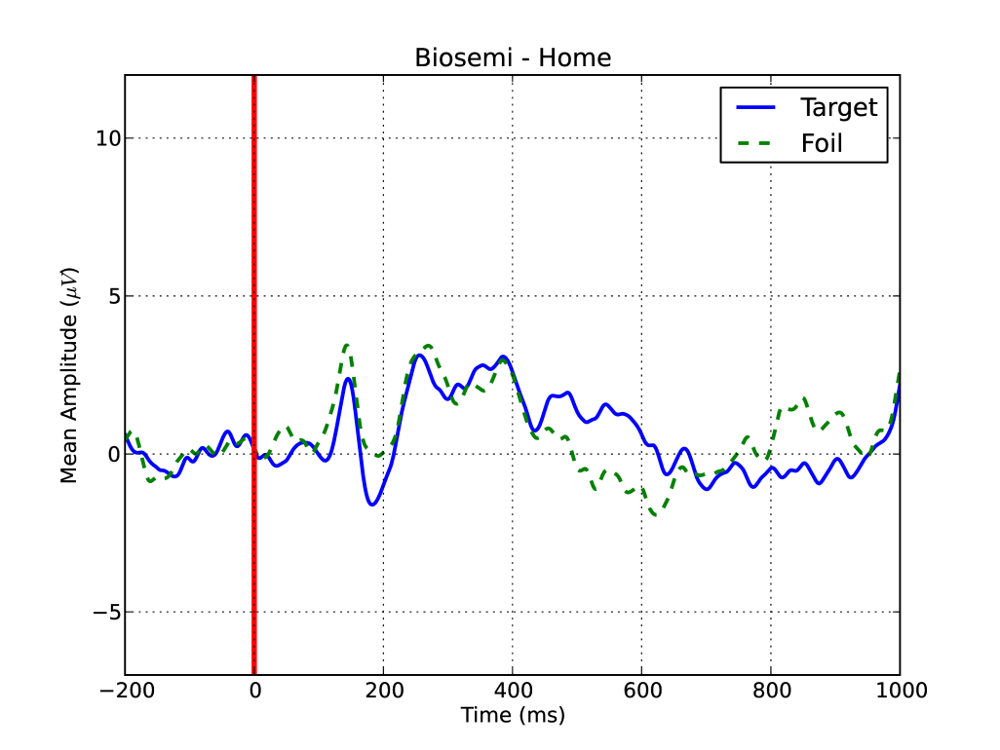 Biosemi - Home
Target
Foil
10
5
0
−5
Mean Amplitude (μV)
−200 0 200 400 600 800 1000
Time (ms)